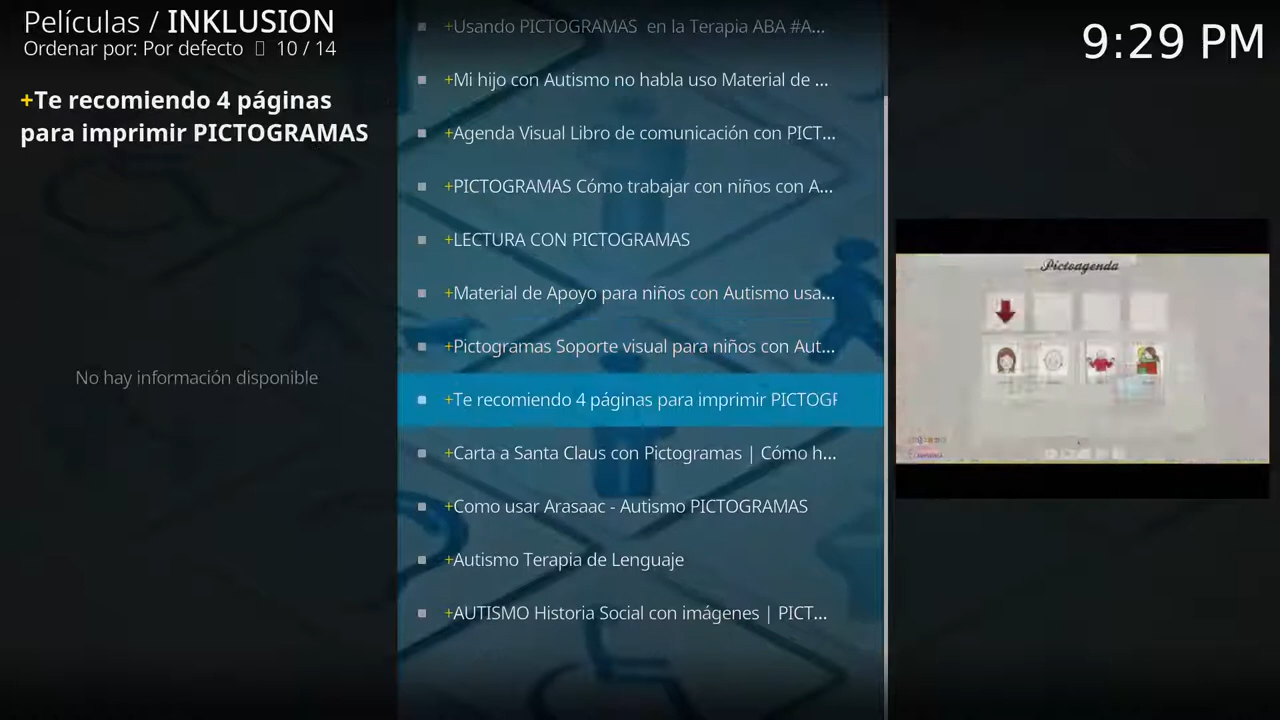 Películas / INKLUSION
Ordenar por: Por defecto 10 / 14
9:29 PM
+Te recomiendo 4 páginas
para imprimir PICTOGRAMAS
No hay información disponible
+Usando PICTOGRAMAS en la Terapia ABA #A...
+Mi hijo con Autismo no habla uso Material de ...
+Agenda Visual Libro de comunicación con PICT...
+PICTOGRAMAS Cómo trabajar con niños con A...
+LECTURA CON PICTOGRAMAS
+Material de Apoyo para niños con Autismo usa...
+Pictogramas Soporte visual para niños con Aut...
+Te recomiendo 4 páginas para imprimir PICTOGR
+Carta a Santa Claus con Pictogramas | Cómo h...
+Como usar Arasaac - Autismo PICTOGRAMAS
+Autismo Terapia de Lenguaje
+AUTISMO Historia Social con imágenes | PICT...
Pictoagenda